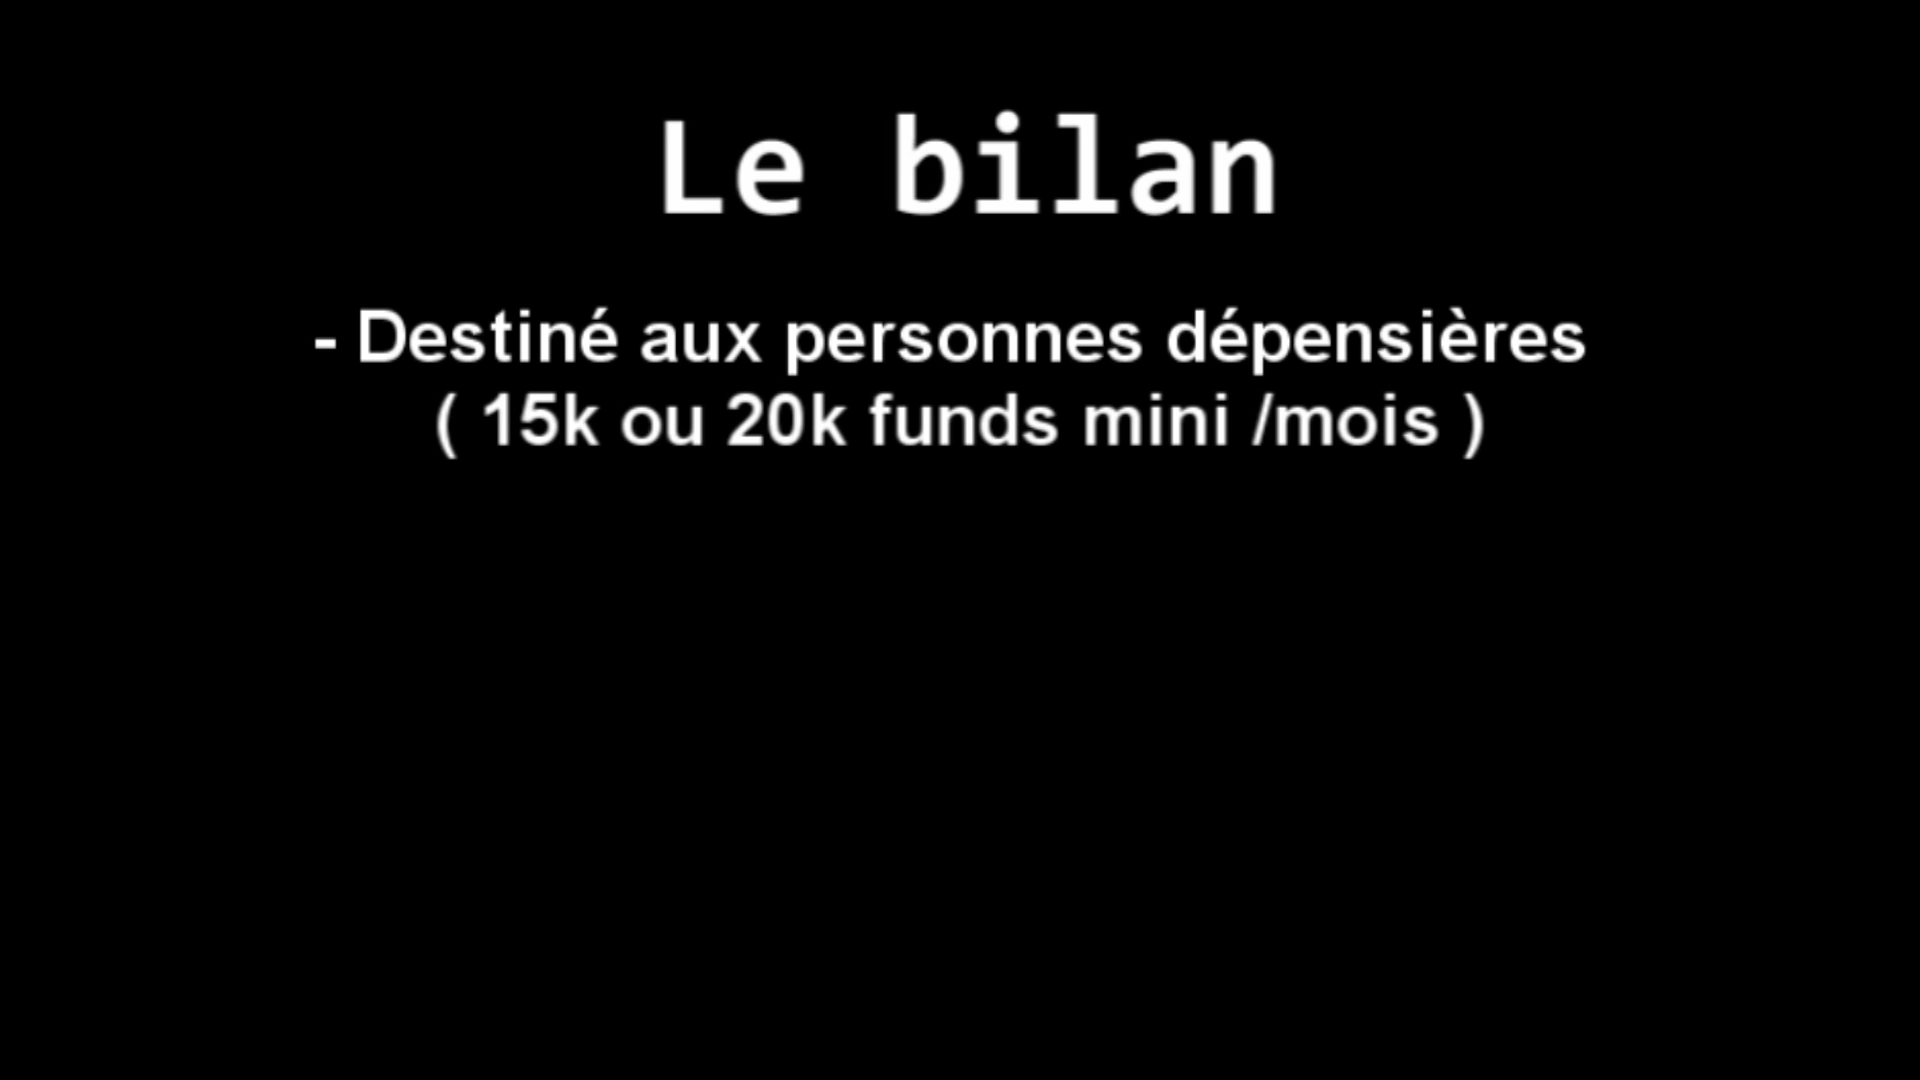 Le bilan
- Destiné aux personnes dépensières
( 15k ou 20k funds mini /mois )